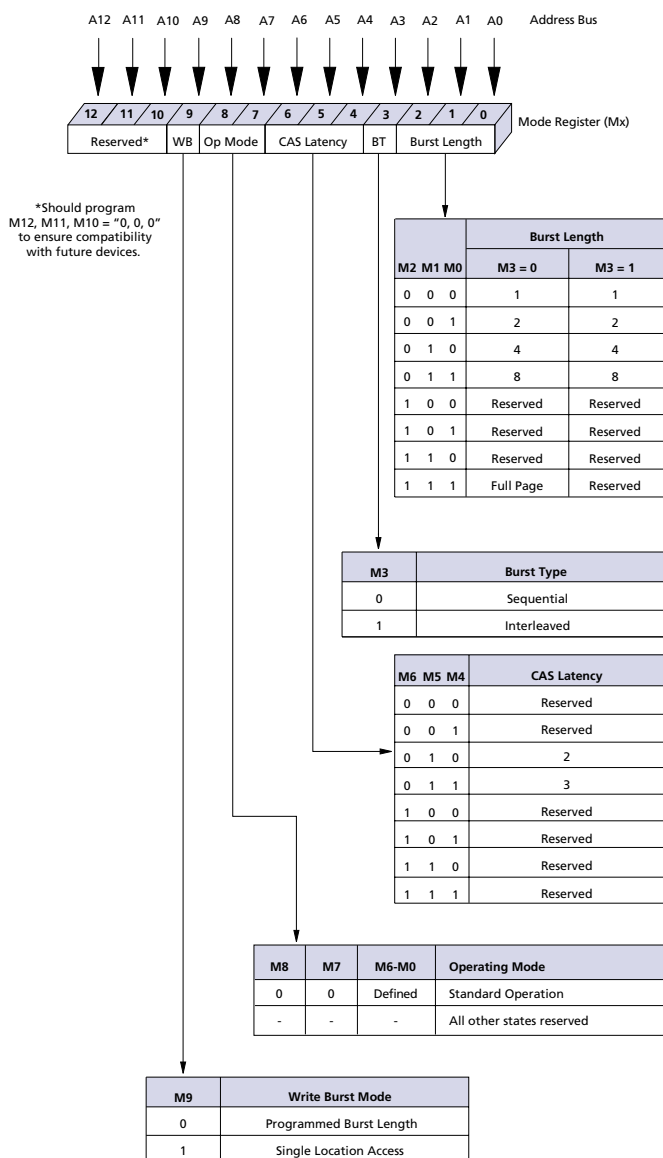 A12 A11 A10 A9 A8 A7 A6 A5 A4 A3 A2 A1 A0 Address Bus
12 11 10 9 8 7 6 5 4 3 2 1 0
Mode Register (Mx)
Reserved* WB Op Mode CAS Latency BT Burst Length
*Should program
M12, M11, M10 = “0, 0, 0”
to ensure compatibility
with future devices.
Burst Length
M2 M1 M0 M3 = 0 M3 = 1
0 0 0 1 1
0 0 1 2 2
0 1 0 4 4
0 1 1 8 8
1 0 0 Reserved Reserved
1 0 1 Reserved Reserved
1 1 0 Reserved Reserved
1 1 1 Full Page Reserved
M3 Burst Type
0 Sequential
1 Interleaved
M6 M5 M4 CAS Latency
0 0 0 Reserved
0 0 1 Reserved
0 1 0 2
0 1 1 3
1 0 0 Reserved
1 0 1 Reserved
1 1 0 Reserved
1 1 1 Reserved
M8 M7 M6-M0 Operating Mode
0 0 Defined Standard Operation
- - - All other states reserved
M9 Write Burst Mode
0 Programmed Burst Length
1 Single Location Access